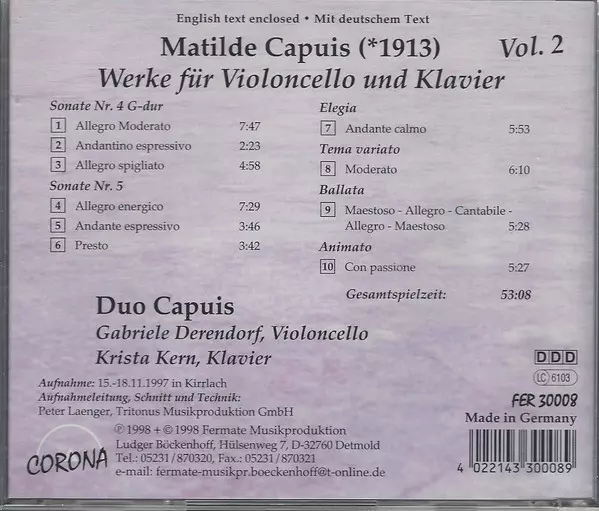 English text enclosed • Mit deutschem Text
Matilde Capuis (*1913) Vol. 2
Werke für Violoncello und Klavier
Sonate Nr. 4 G-dur
1 Allegro Moderato 7:47
2 Andantino espressivo 2:23
3 Allegro spigliato 4:58
Sonate Nr. 5
4 Allegro energico 7:29
5 Andante espressivo 3:46
6 Presto 3:42
Elegia
7 Andante calmo 5:53
Tema variato
8 Moderato 6:10
Ballata
9 Maestoso - Allegro - Cantabile -
Allegro - Maestoso 5:28
Animato
10 Con passione 5:27
Gesamtspielzeit: 53:08
Duo Capuis
Gabriele Derendorf, Violoncello
Krista Kern, Klavier
Aufnahme: 15.-18.11.1997 in Kirrlach
Aufnahmeleitung, Schnitt und Technik:
Peter Laenger, Tritonus Musikproduktion GmbH
℗ 1998 + © 1998 Fermate Musikproduktion
Ludger Böckenhoff, Hülsenweg 7, D-32760 Detmold
Tel.: 05231/870320, Fax.: 05231/870321
e-mail: fermate-musikpr.boeckenhoff@t-online.de
CORONA
DDD
LC 6103
FER 30008
Made in Germany
4 022143 300089